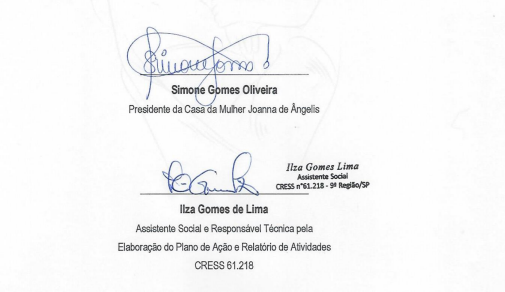 Simone Gomes Oliveira
Presidente da Casa da Mulher Joanna de Ângelis
Ilza Gomes Lima
Assistente Social
CRESS nº61.218 - 9ª Região/SP
Ilza Gomes de Lima
Assistente Social e Responsável Técnica pela
Elaboração do Plano de Ação e Relatório de Atividades
CRESS 61.218